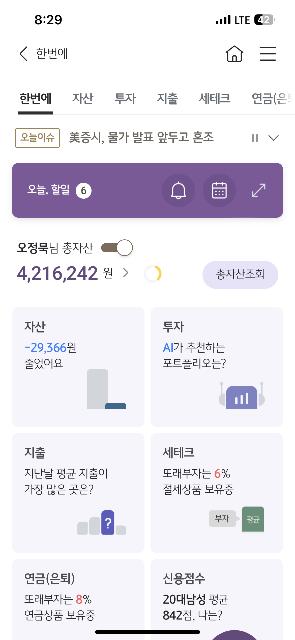 8:29
LTE 42
한번에
한번에 자산 투자 지출 세테크 연금(은
오늘이슈 美증시, 물가 발표 앞두고 혼조
오늘, 할일 6
오정묵님 총자산
4,216,242 원
총자산조회
자산
-29,366원
줄었어요
투자
AI가 추천하는
포트폴리오는?
지출
지난달 평균 지출이
가장 많은 곳은?
?
세테크
또래부자는 6%
절세상품 보유중
부자 평균
연금(은퇴)
또래부자는 8%
연금상품 보유중
신용점수
20대남성 평균
842점, 나는?